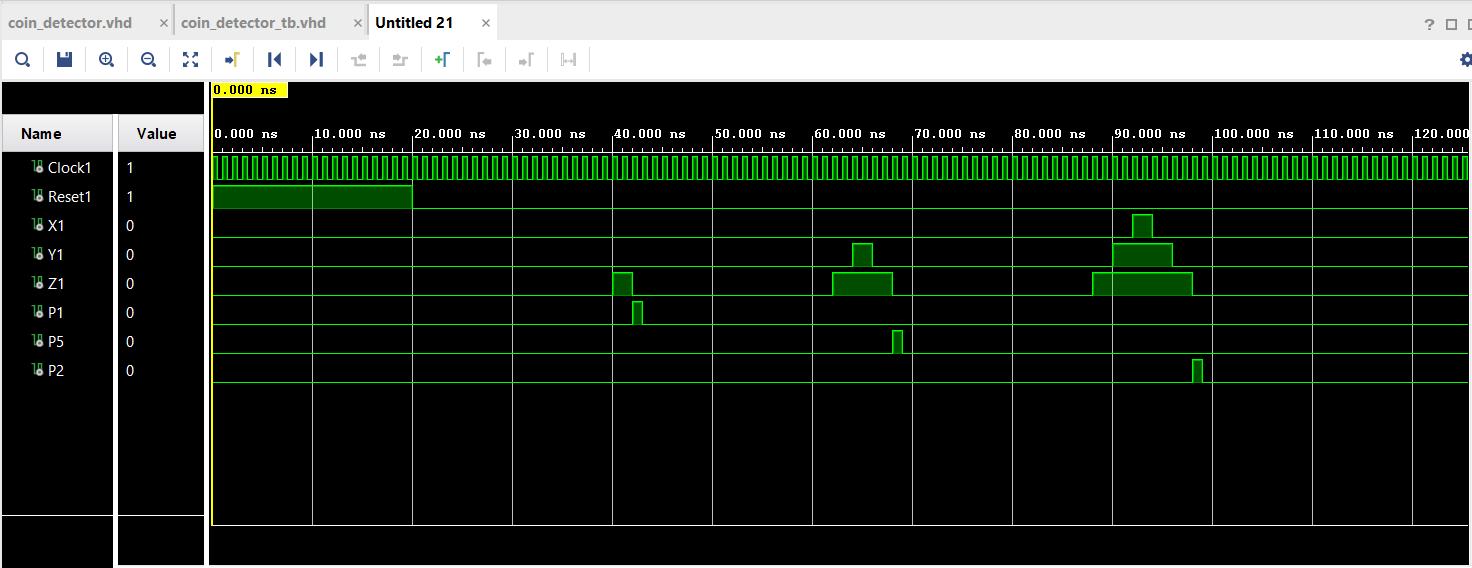 coin_detector.vhd × coin_detector_tb.vhd × Untitled 21 ×
?
0.000 ns
Name Value
0.000 ns 10.000 ns 20.000 ns 30.000 ns 40.000 ns 50.000 ns 60.000 ns 70.000 ns 80.000 ns 90.000 ns 100.000 ns 110.000 ns 120.000
Clock1 1
Reset1 1
X1 0
Y1 0
Z1 0
P1 0
P5 0
P2 0